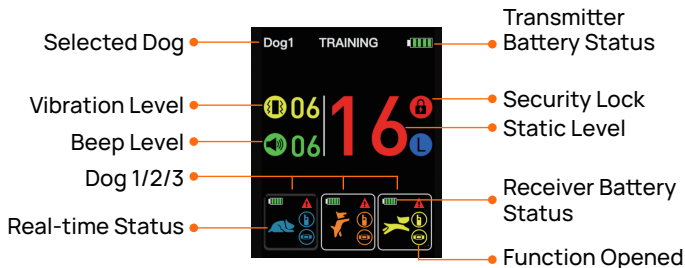 Transmitter
Battery Status
Selected Dog
Dog1 TRAINING
Vibration Level
06
16
Security Lock
Static Level
Beep Level
06
L
Dog 1/2/3
Receiver Battery
Status
Real-time Status
Function Opened